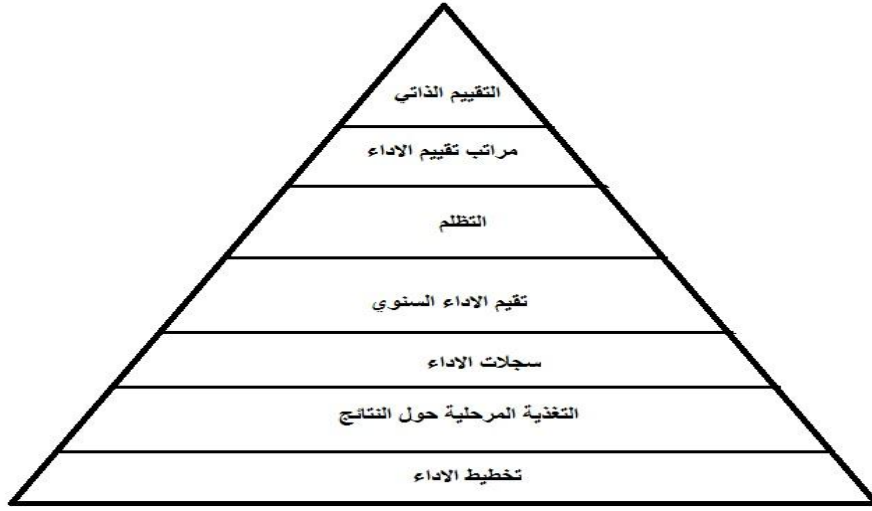 التقييم الذاتي
مراتب تقييم الاداء
التظلم
تقيم الاداء السنوي
سجلات الاداء
التغذية المرحلية حول النتائج
تخطيط الاداء